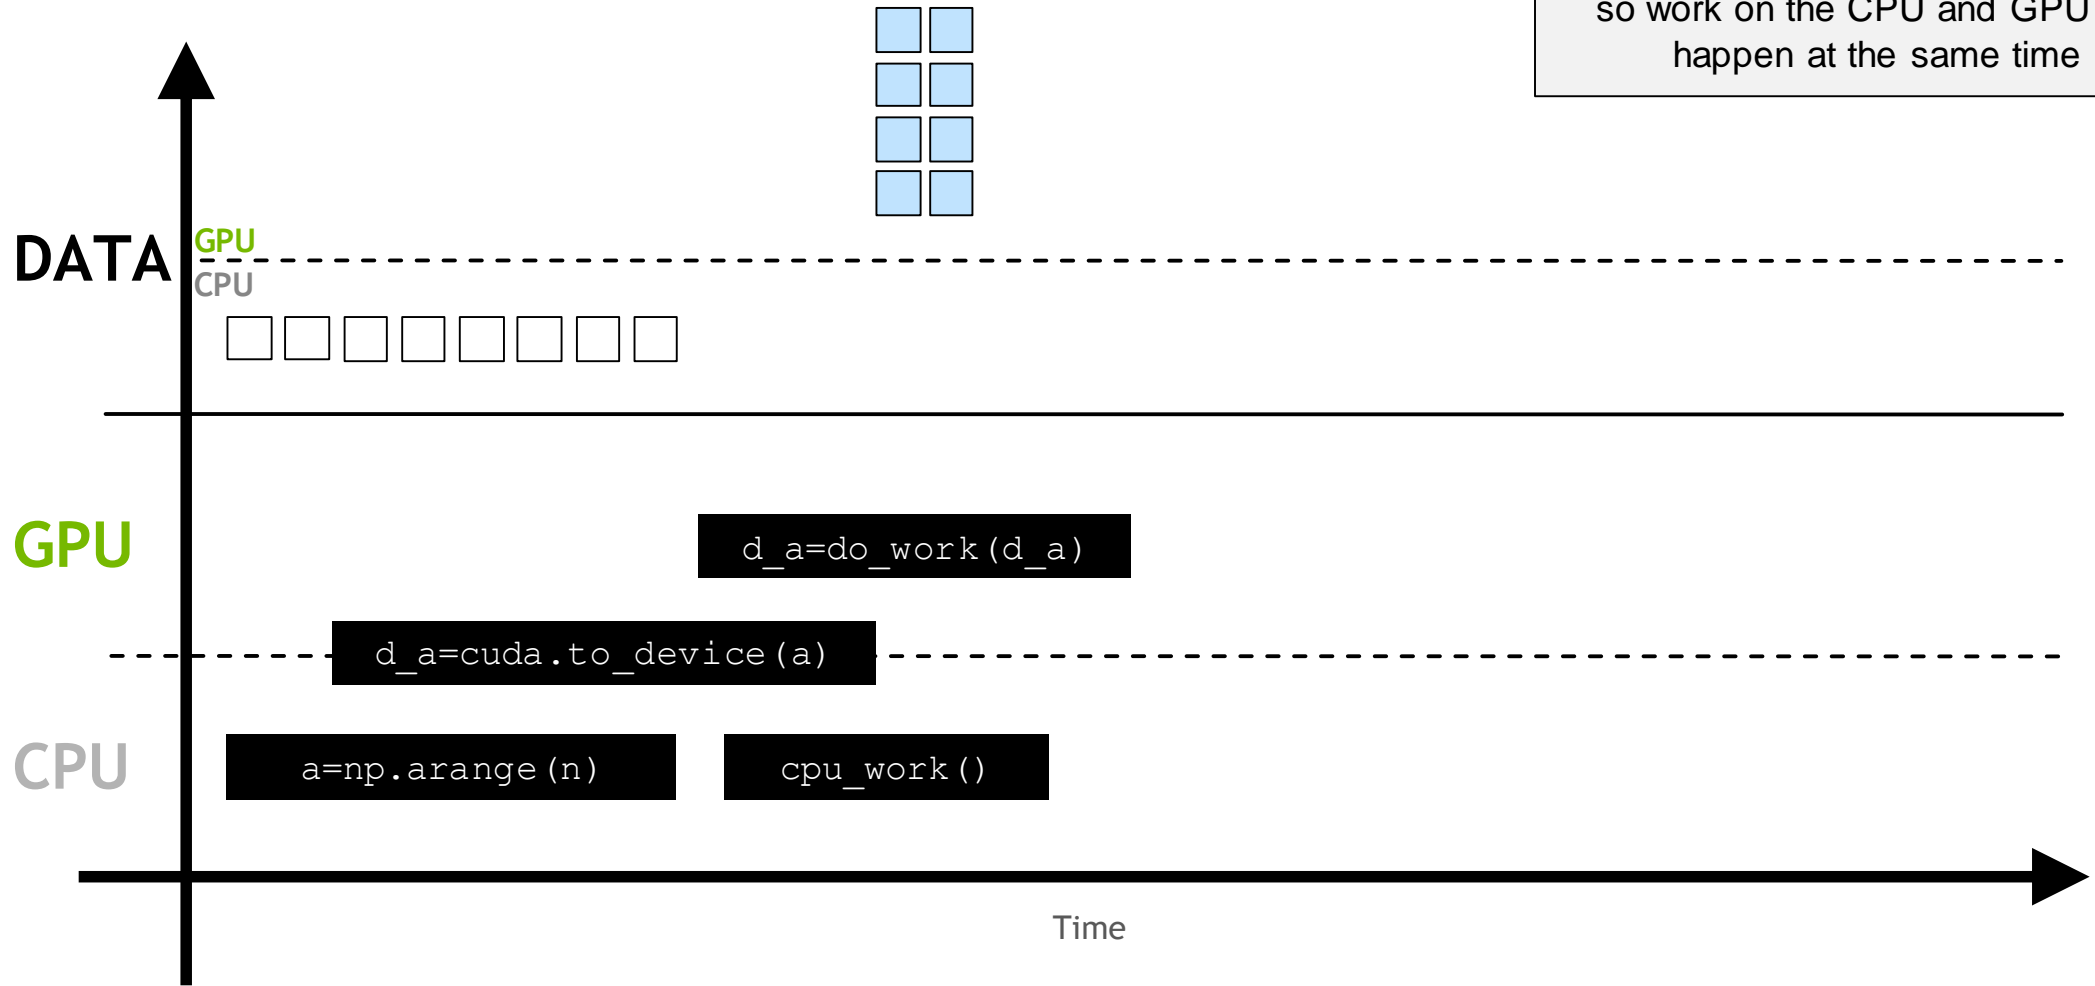 so work on the CPU and GPU
happen at the same time
DATA
GPU
CPU
GPU
d_a=do_work(d_a)
d_a=cuda.to_device(a)
CPU
a=np.arange(n)
cpu_work()
Time